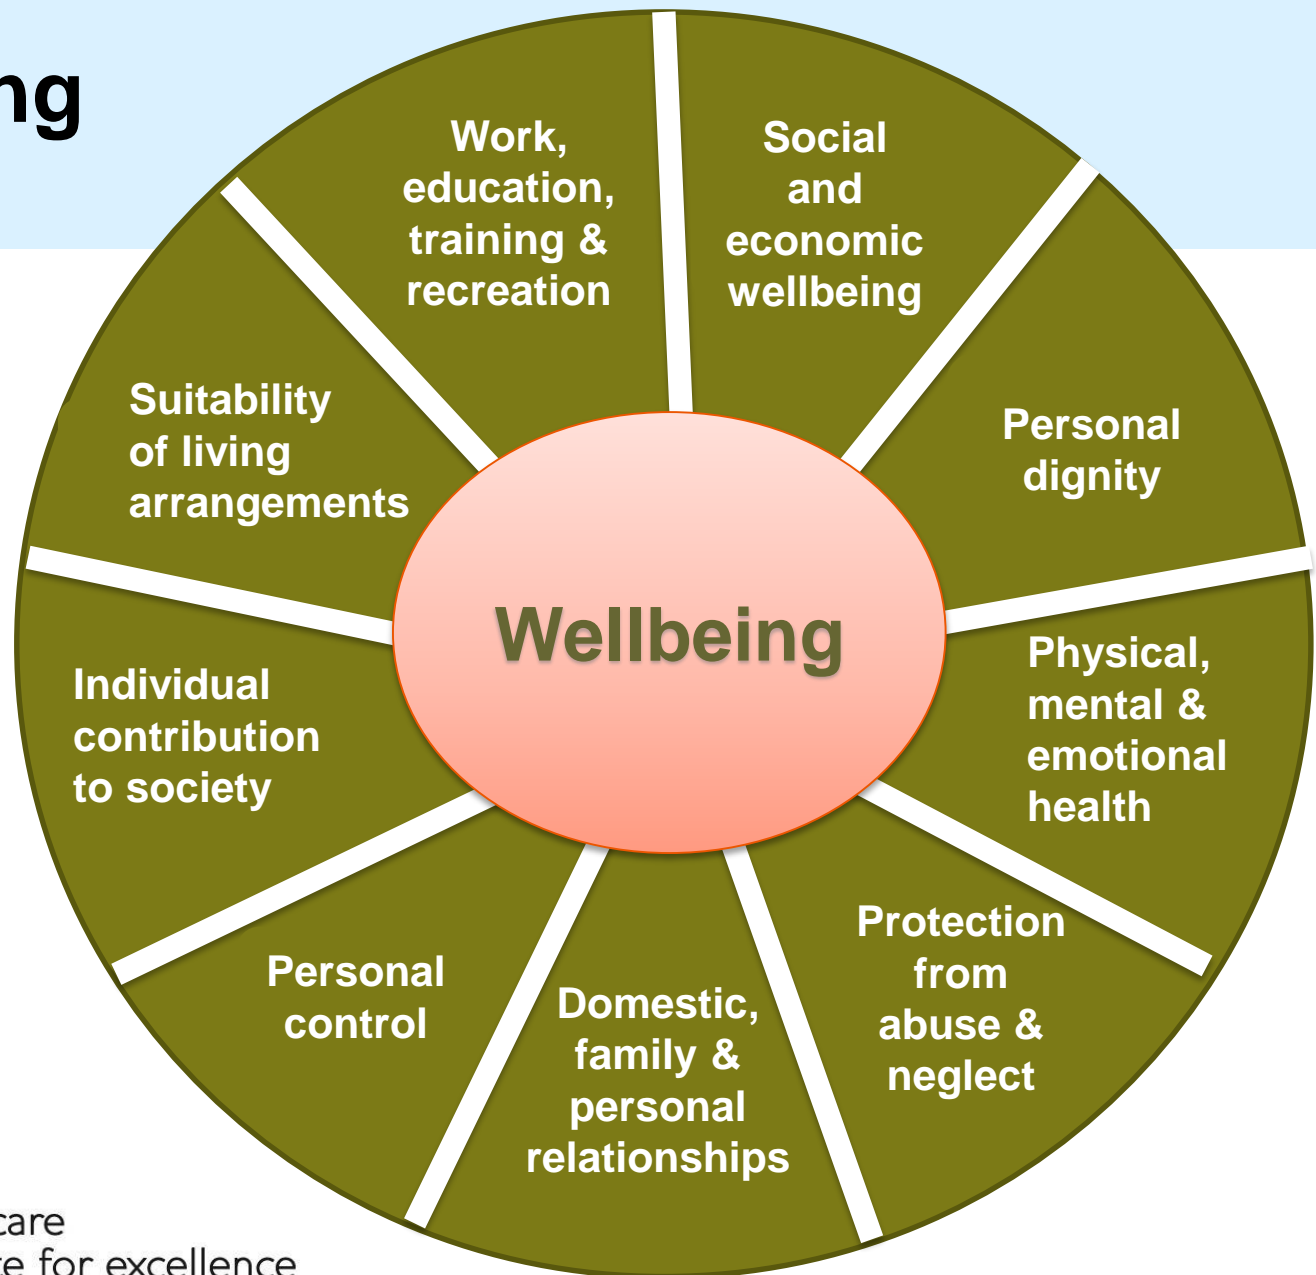 ng
Work,
education,
training &
recreation
Social
and
economic
wellbeing
Personal
dignity
Physical,
mental &
emotional
health
Protection
from
abuse &
neglect
Domestic,
family &
personal
relationships
Personal
control
Individual
contribution
to society
Suitability
of living
arrangements
Wellbeing
care
te for excellence